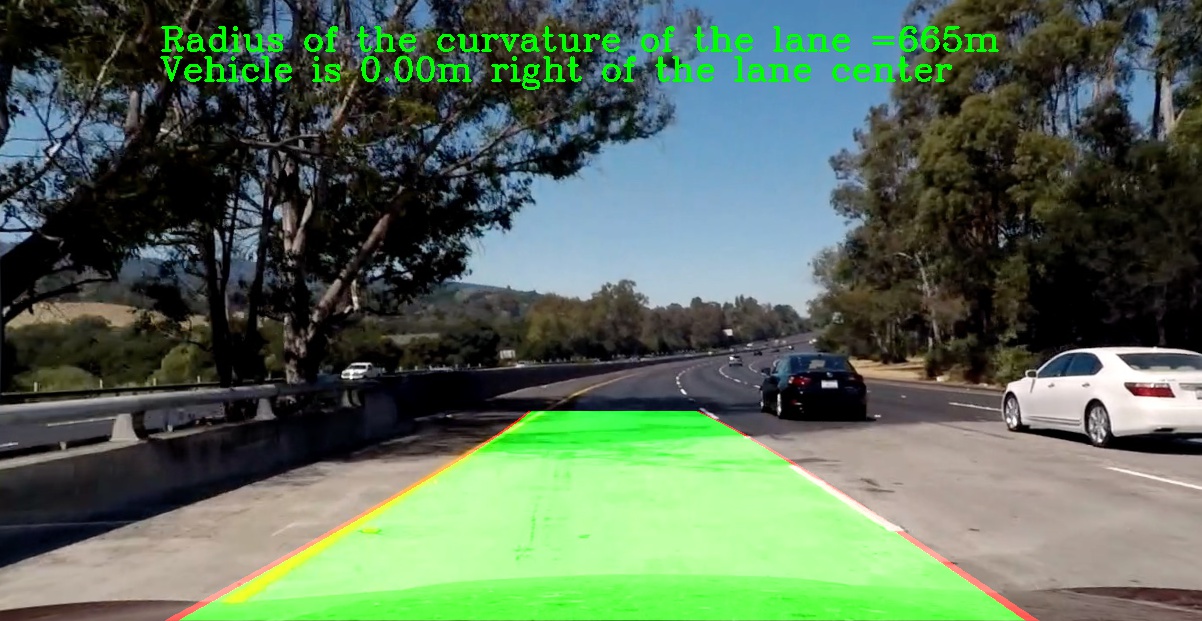 Radius of the curvature of the lane =665m
Vehicle is 0.00m right of the lane center